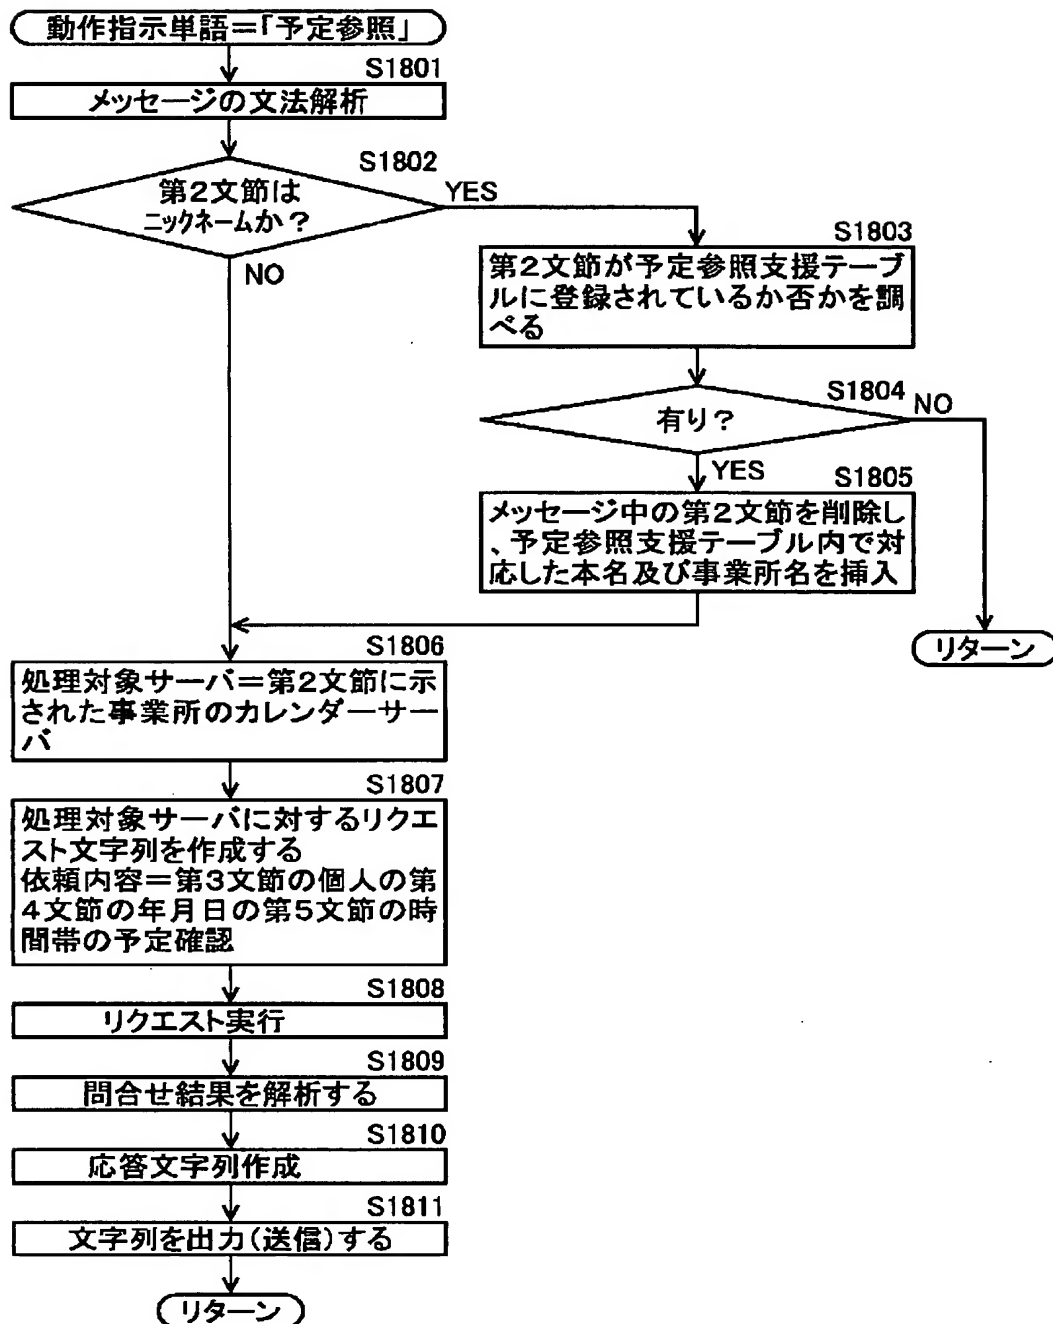 動作指示単語=「予定参照」
S1801
メッセージの文法解析
S1802
第2文節は
ニックネームか?
YES
NO
S1803
第2文節が予定参照支援テーブ
ルに登録されているか否かを調
べる
S1804
有り?
NO
YES
S1805
メッセージ中の第2文節を削除し
、予定参照支援テーブル内で対
応した本名及び事業所名を挿入
リターン
S1806
処理対象サーバ=第2文節に示
された事業所のカレンダーサー
バ
S1807
処理対象サーバに対するリクエ
スト文字列を作成する
依頼内容=第3文節の個人の第
4文節の年月日の第5文節の時
間帯の予定確認
S1808
リクエスト実行
S1809
問合せ結果を解析する
S1810
応答文字列作成
S1811
文字列を出力(送信)する
リターン